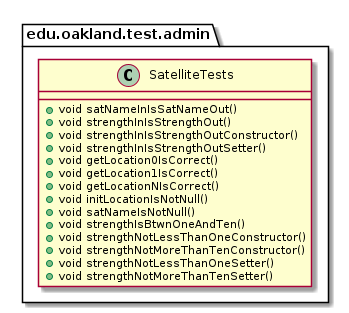 edu.oakland.test.admin
C SatelliteTests
void satNameInIsSatNameOut()
void strengthInIsStrengthOut()
void strengthInIsStrengthOutConstructor()
void strengthInIsStrengthOutSetter()
void getLocation0IsCorrect()
void getLocation1IsCorrect()
void getLocationNIsCorrect()
void initLocationIsNotNull()
void satNameIsNotNull()
void strengthIsBtwnOneAndTen()
void strengthNotLessThanOneConstructor()
void strengthNotMoreThanTenConstructor()
void strengthNotLessThanOneSetter()
void strengthNotMoreThanTenSetter()